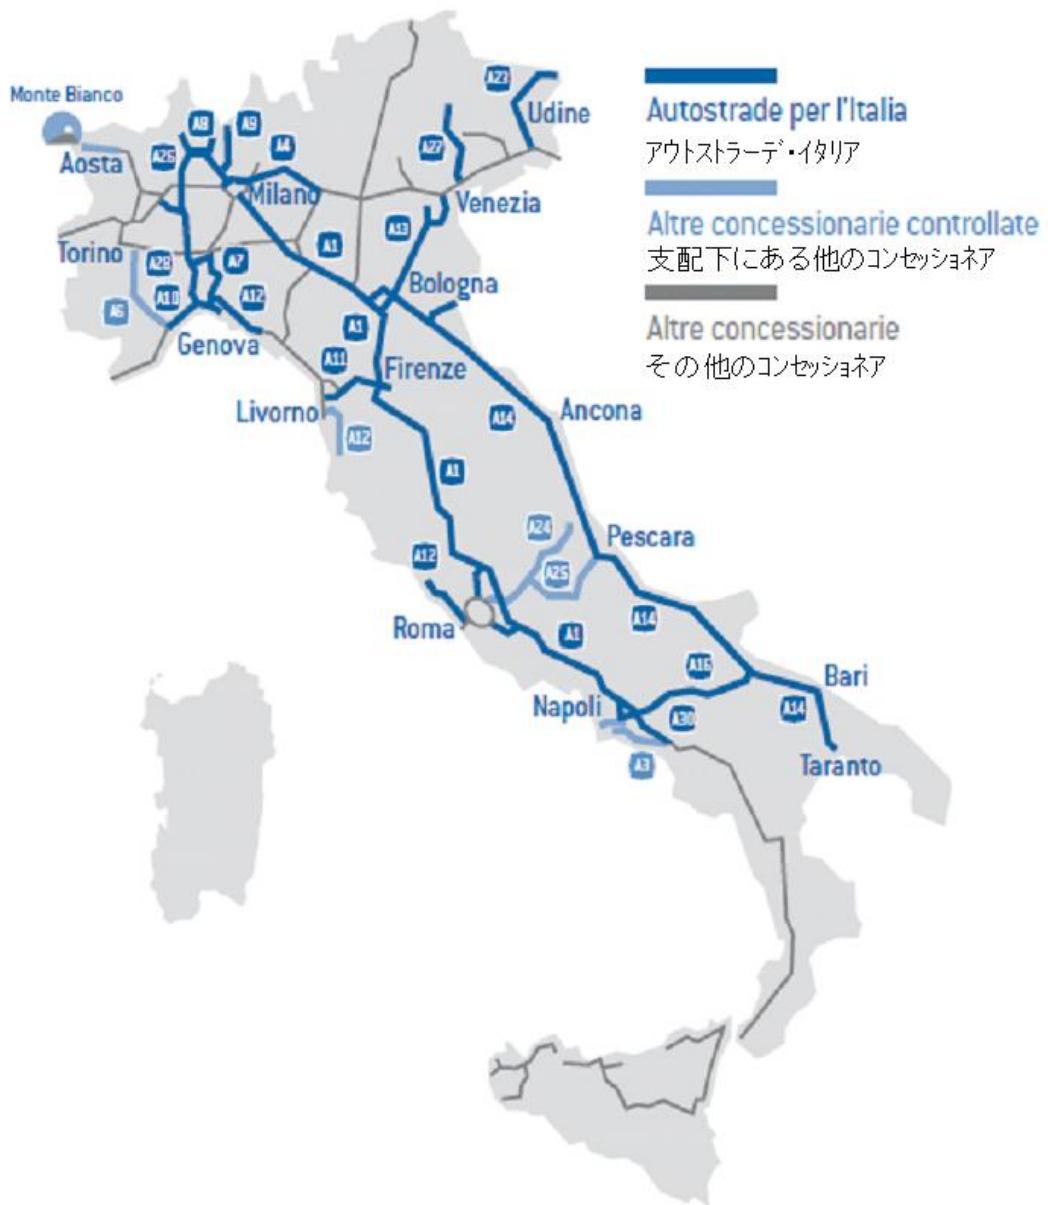 Monte Bianco
Aosta
A26
A8
A9
A4
Milano
A23
Udine
A27
Venezia
Torino
A28
A7
A1
A13
A10
A12
A6
Genova
Bologna
A1
A11
Firenze
Livorno
A12
A14
Ancona
A1
A24
Pescara
A12
A25
Roma
A1
A14
A16
Bari
Napoli
A30
A14
A3
Taranto
Autostrade per l'Italia
アウトストラーデ・イタリア
Altre concessionarie controllate
支配下にある他のコンセッショネア
Altre concessionarie
その他のコンセッショネア